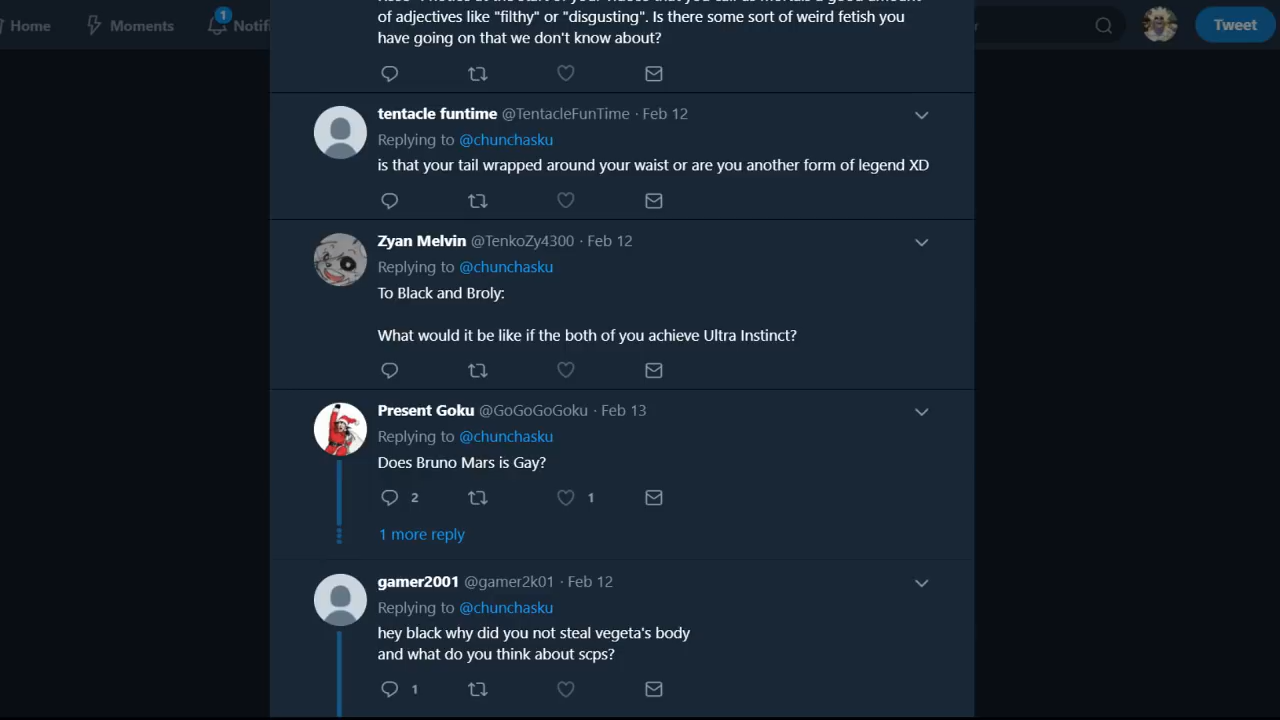 Home
Moments
1
Notif
Tweet
of adjectives like "filthy" or "disgusting". Is there some sort of weird fetish you
have going on that we don't know about?
tentacle funtime @TentacleFunTime · Feb 12
Replying to @chunchasku
is that your tail wrapped around your waist or are you another form of legend XD
Zyan Melvin @TenkoZy4300 · Feb 12
Replying to @chunchasku
To Black and Broly:
What would it be like if the both of you achieve Ultra Instinct?
Present Goku @GoGoGoGoku · Feb 13
Replying to @chunchasku
Does Bruno Mars is Gay?
2 1
1 more reply
gamer2001 @gamer2k01 · Feb 12
Replying to @chunchasku
hey black why did you not steal vegeta's body
and what do you think about scps?
1